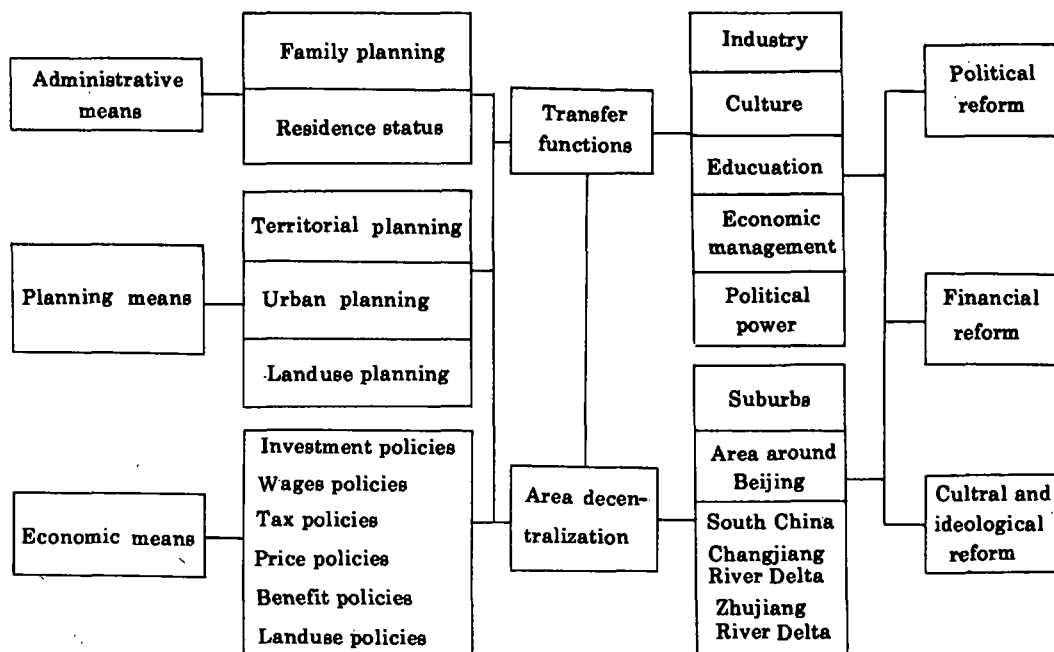 Administrative
means
Planning means
Economic means
Family planning
Residence status
Territorial planning
Urban planning
Landuse planning
Investment policies
Wages policies
Tax policies
Price policies
Benefit policies
Landuse policies
Transfer
functions
Area decen-
tralization
Industry
Culture
Educuation
Economic
management
Political
power
Suburbs
Area around
Beijing
South China
Changjiang
River Delta
Zhujiang
River Delta
Political
reform
Financial
reform
Cultral and
ideological
reform